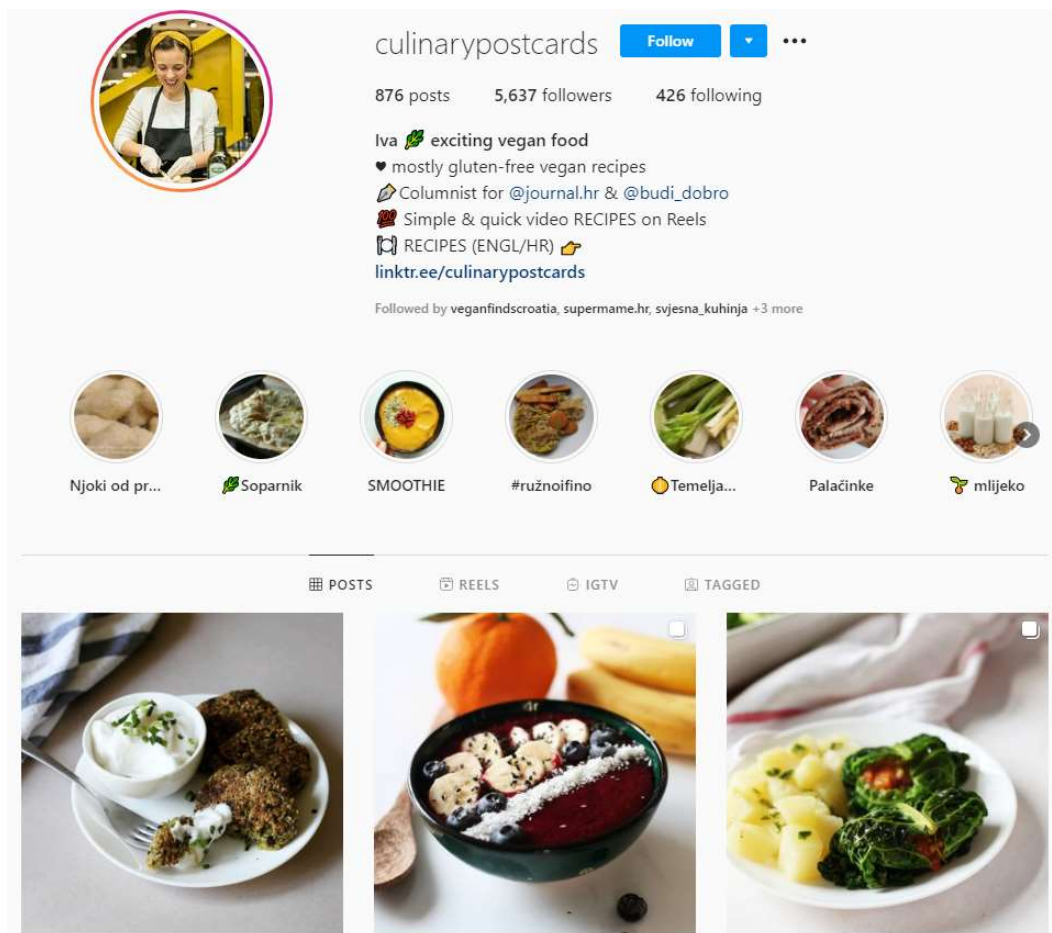 culinarypostcards Follow
876 posts 5,637 followers 426 following
Iva 🌿 exciting vegan food
♥ mostly gluten-free vegan recipes
Columnist for @journal.hr & @budi_dobro
💯 Simple & quick video RECIPES on Reels
🍽 RECIPES (ENGL/HR) 👉
linktr.ee/culinarypostcards
Followed by veganfindscroatia, supermame.hr, svjesna_kuhinja +3 more
Njoki od pr... 🌿Soparnik SMOOTHIE #ružnoifino Temelja... Palačinke 🌱 mlijeko
POSTS REELS IGTV TAGGED